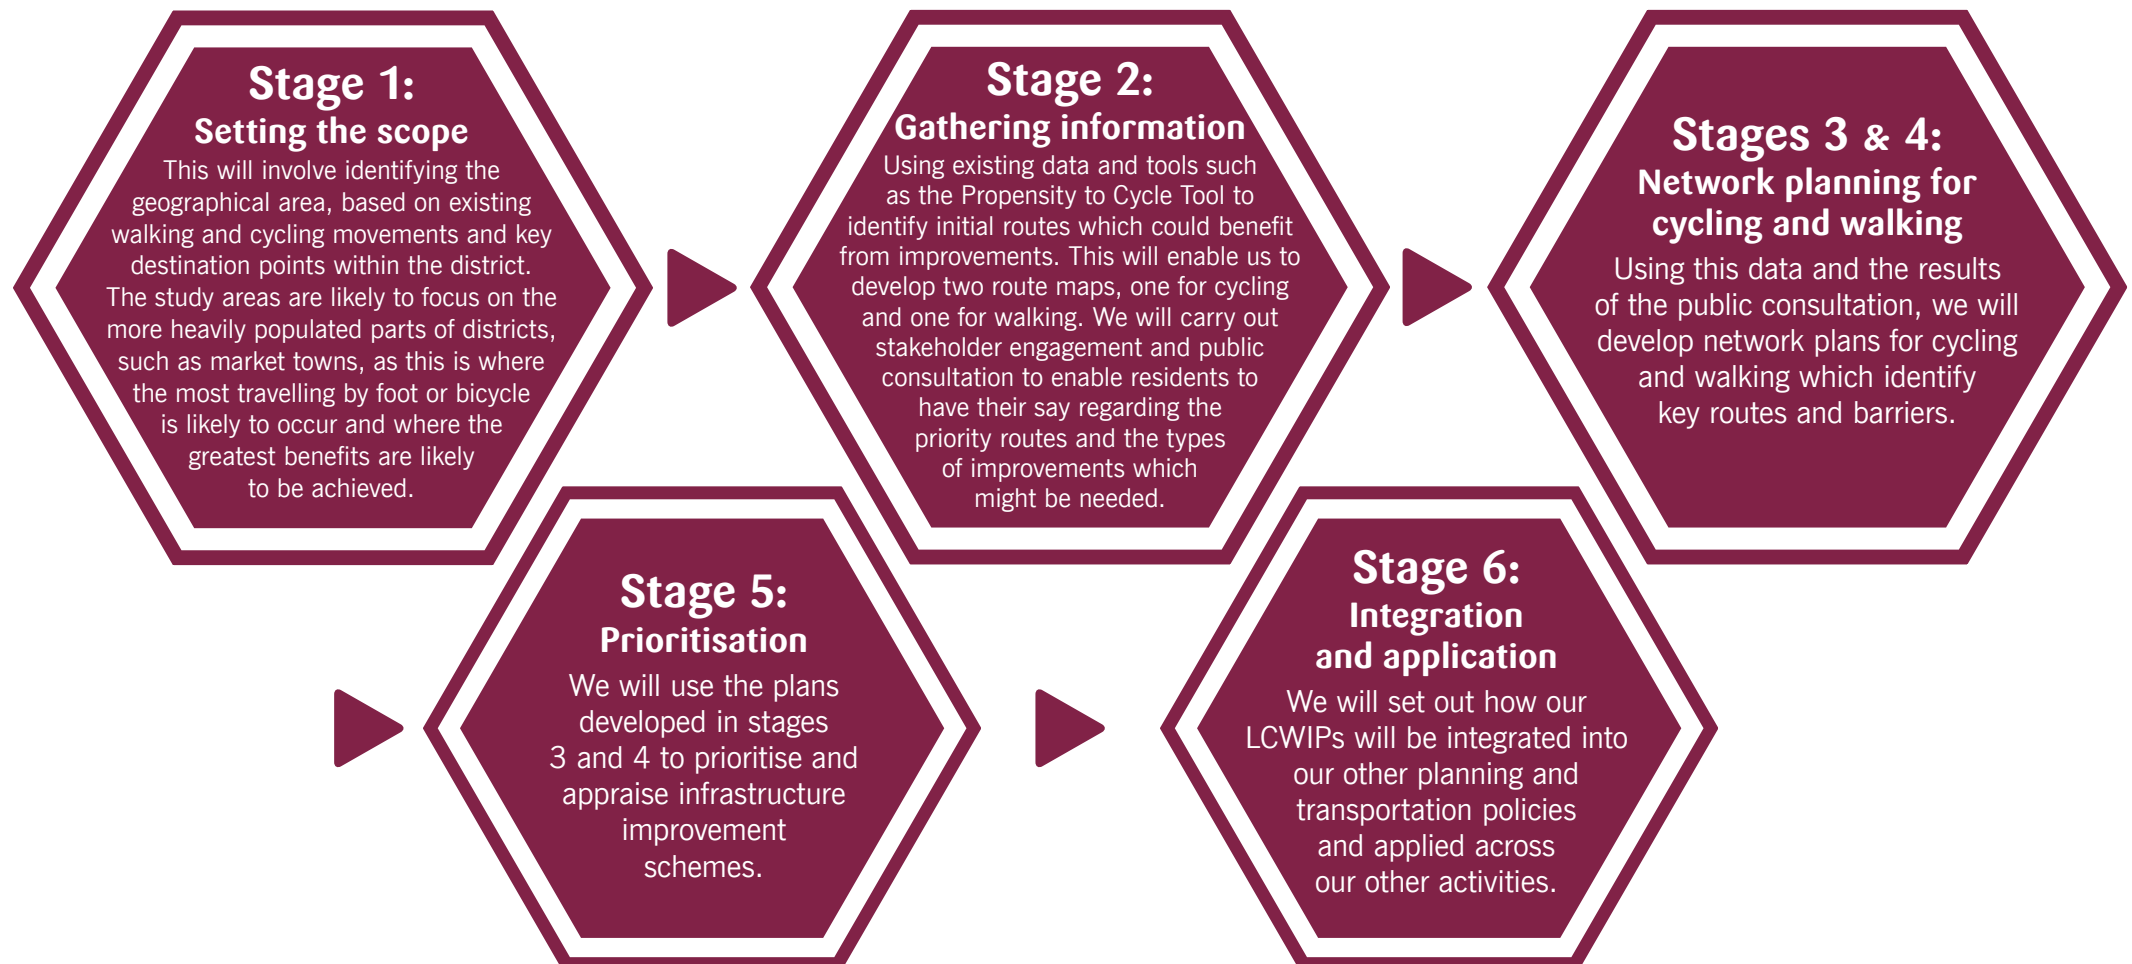 Stage 1:
Setting the scope
This will involve identifying the
geographical area, based on existing
walking and cycling movements and key
destination points within the district.
The study areas are likely to focus on the
more heavily populated parts of districts,
such as market towns, as this is where
the most travelling by foot or bicycle
is likely to occur and where the
greatest benefits are likely
to be achieved.
Stage 2:
Gathering information
Using existing data and tools such
as the Propensity to Cycle Tool to
identify initial routes which could benefit
from improvements. This will enable us to
develop two route maps, one for cycling
and one for walking. We will carry out
stakeholder engagement and public
consultation to enable residents to
have their say regarding the
priority routes and the types
of improvements which
might be needed.
Stages 3 & 4:
Network planning for
cycling and walking
Using this data and the results
of the public consultation, we will
develop network plans for cycling
and walking which identify
key routes and barriers.
Stage 5:
Prioritisation
We will use the plans
developed in stages
3 and 4 to prioritise and
appraise infrastructure
improvement
schemes.
Stage 6:
Integration
and application
We will set out how our
LCWIPs will be integrated into
our other planning and
transportation policies
and applied across
our other activities.